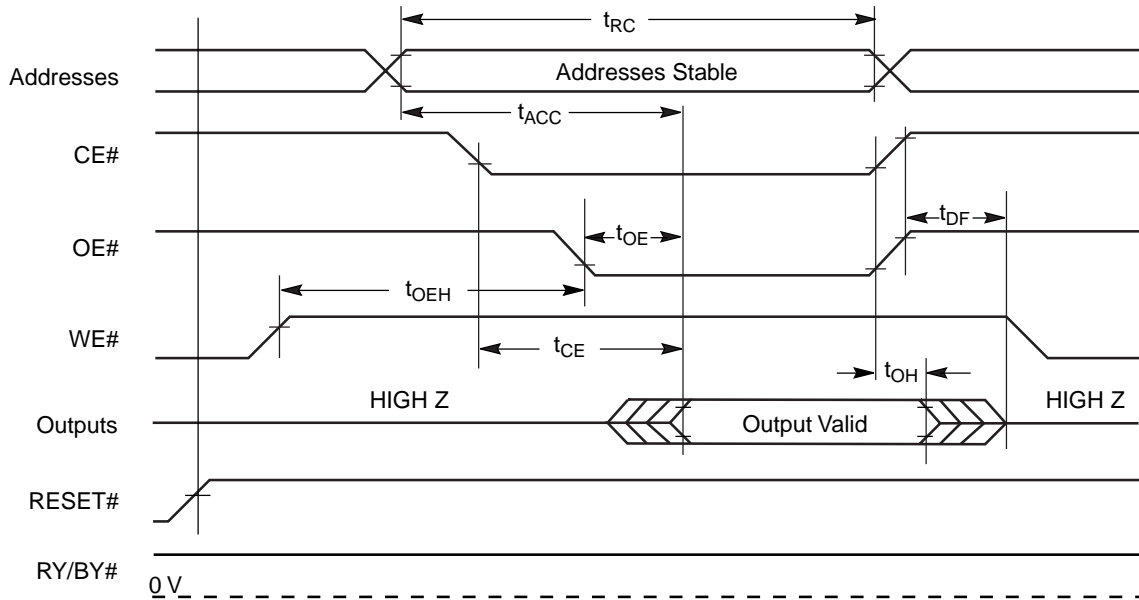 tRC
Addresses
Addresses Stable
tACC
CE#
tDF
OE#
tOE
tOEH
WE#
tCE
tOH
HIGH Z
HIGH Z
Outputs
Output Valid
RESET#
RY/BY#
0 V